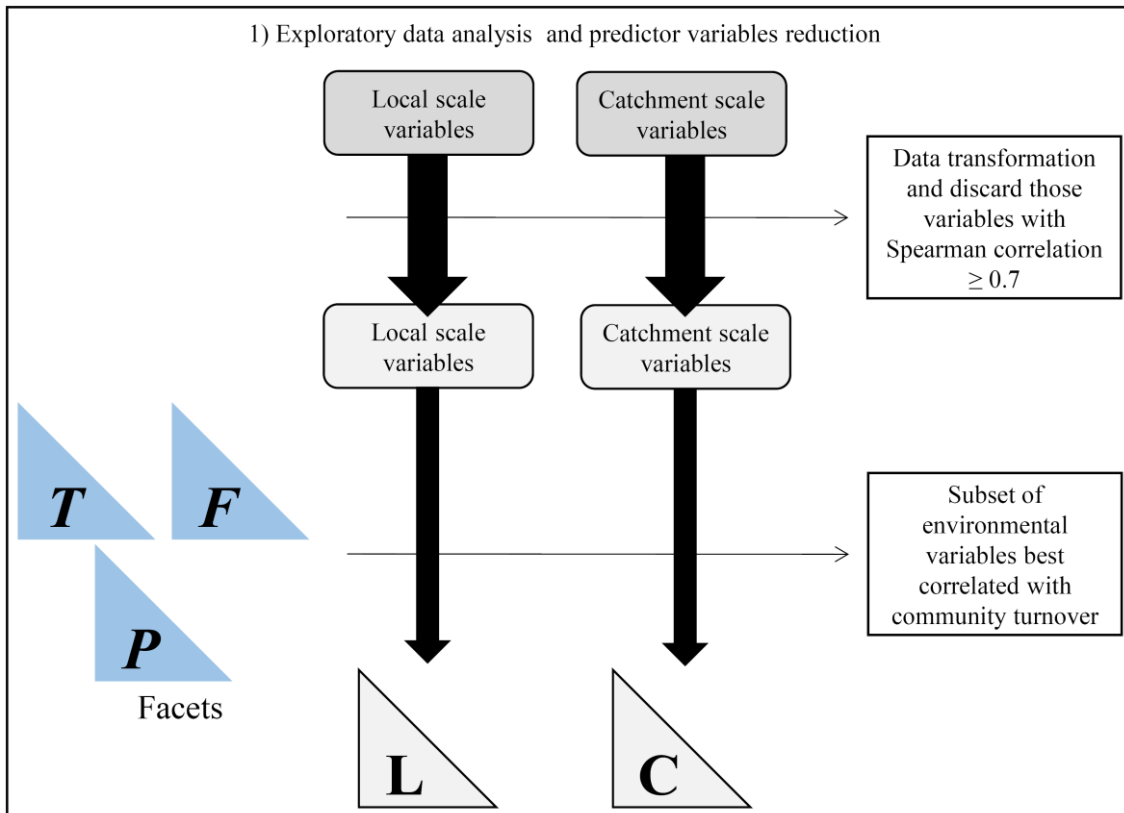 1) Exploratory data analysis and predictor variables reduction
Local scale
variables
Catchment scale
variables
Data transformation
and discard those
variables with
Spearman correlation
≥ 0.7
Local scale
variables
Catchment scale
variables
T
F
P
Facets
Subset of
environmental
variables best
correlated with
community turnover
L
C